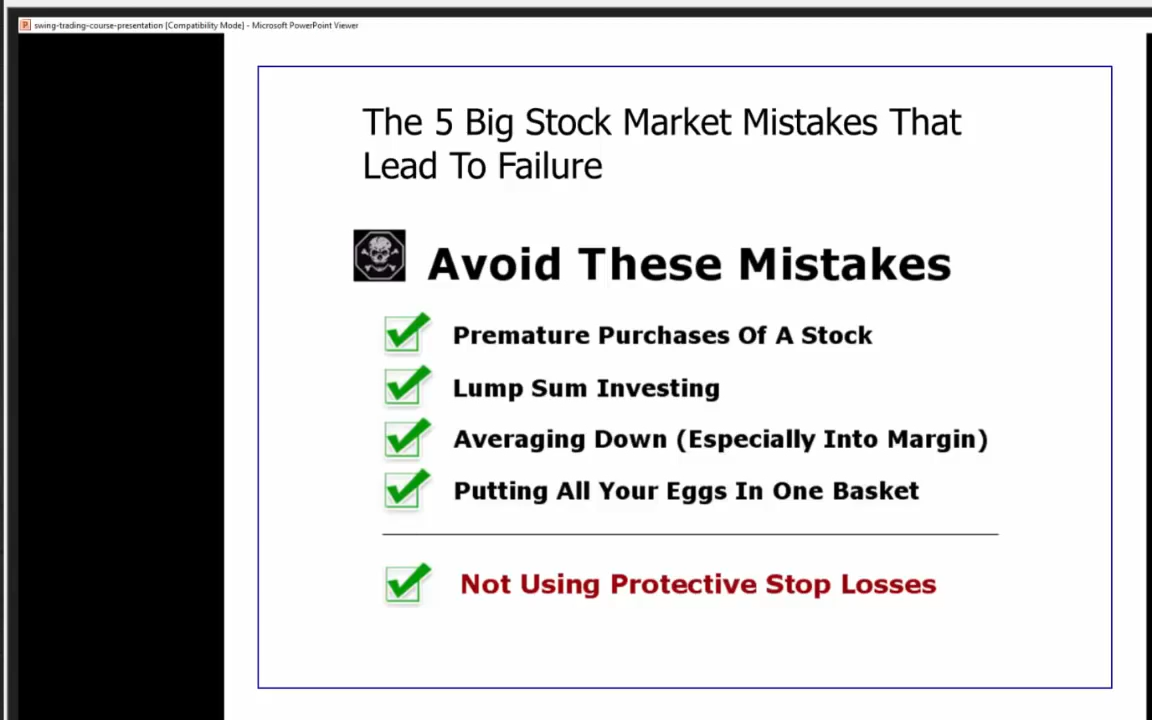 swing-trading-course-presentation [Compatibility Mode] - Microsoft PowerPoint Viewer
The 5 Big Stock Market Mistakes That
Lead To Failure
Avoid These Mistakes
Premature Purchases Of A Stock
Lump Sum Investing
Averaging Down (Especially Into Margin)
Putting All Your Eggs In One Basket
Not Using Protective Stop Losses